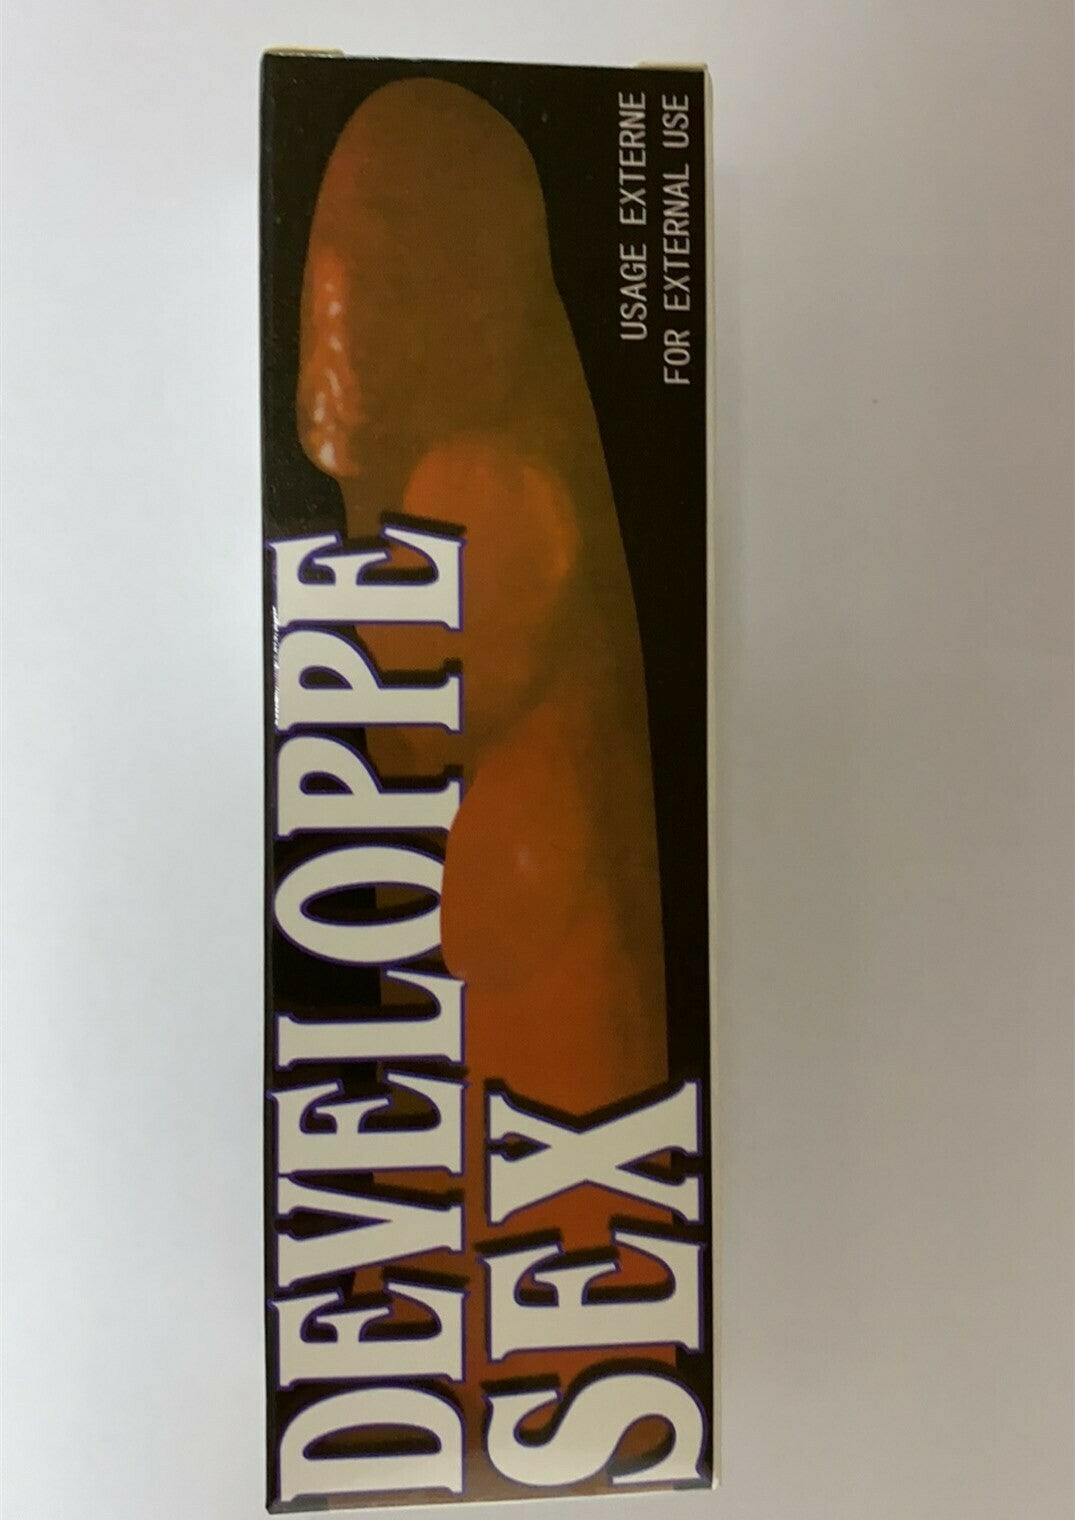 DEVELOPPE
SEX
USAGE EXTERNE
FOR EXTERNAL USE